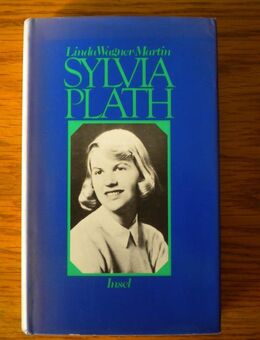 Linda Wagner-Martin
SYLVIA
PLATH
Insel